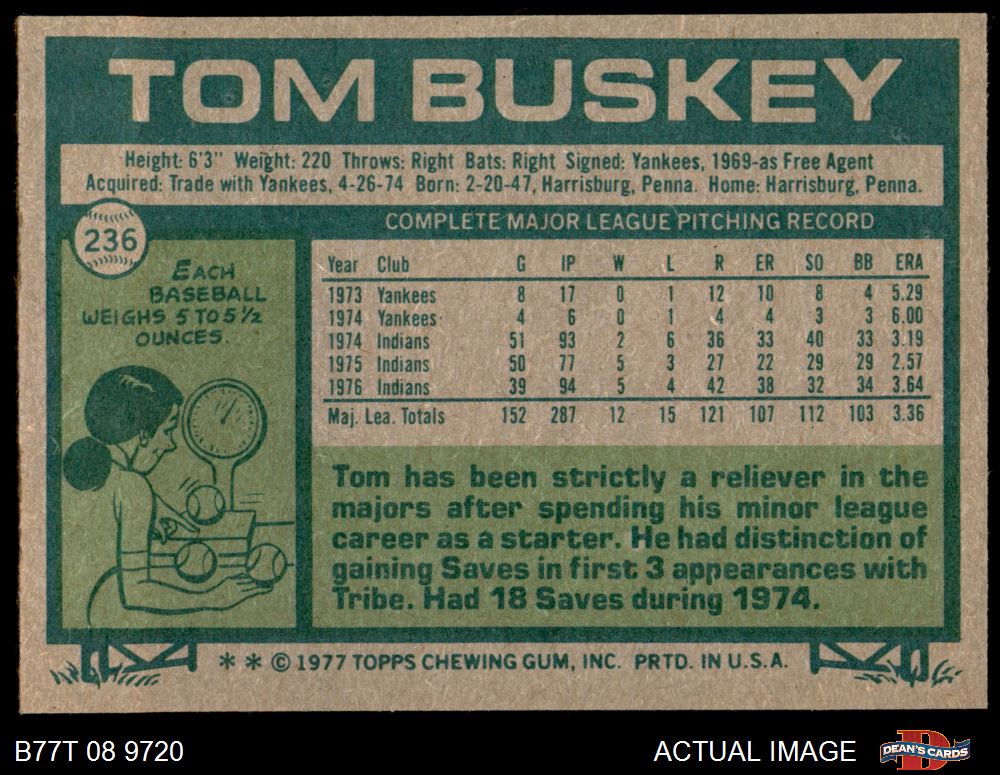 TOM BUSKEY
Height: 6'3" Weight: 220 Throws: Right Bats: Right Signed: Yankees, 1969-as Free Agent
Acquired: Trade with Yankees, 4-26-74 Born: 2-20-47, Harrisburg, Penna. Home: Harrisburg, Penna.
COMPLETE MAJOR LEAGUE PITCHING RECORD
236
EACH
BASEBALL
WEIGHS 5 TO 5½
OUNCES.
Year Club G IP W L R ER SO BB ERA
1973 Yankees 8 17 0 1 12 10 8 4 5.29
1974 Yankees 4 6 0 1 4 4 3 3 6.00
1974 Indians 51 93 2 6 36 33 40 33 3.19
1975 Indians 50 77 5 3 27 22 29 29 2.57
1976 Indians 39 94 5 4 42 38 32 34 3.64
Maj. Lea. Totals 152 287 12 15 121 107 112 103 3.36
Tom has been strictly a reliever in the
majors after spending his minor league
career as a starter. He had distinction of
gaining Saves in first 3 appearances with
Tribe. Had 18 Saves during 1974.
* * © 1977 TOPPS CHEWING GUM, INC. PRTD. IN U.S.A.
B77T 08 9720
ACTUAL IMAGE
D
DEAN'S CARDS